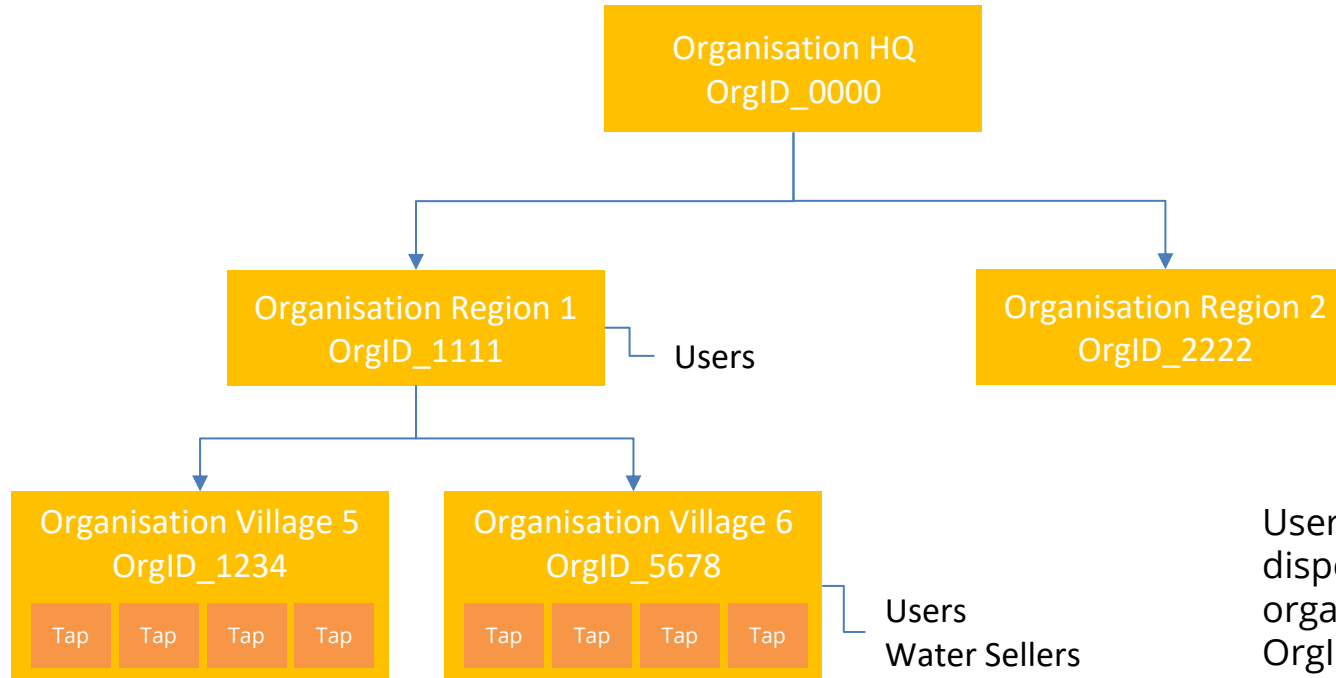 Organisation HQ
OrgID_0000
Organisation Region 1
OrgID_1111
Users
Organisation Region 2
OrgID_2222
Organisation Village 5
OrgID_1234
Tap Tap Tap Tap
Organisation Village 6
OrgID_5678
Tap Tap Tap Tap
Users
Water Sellers